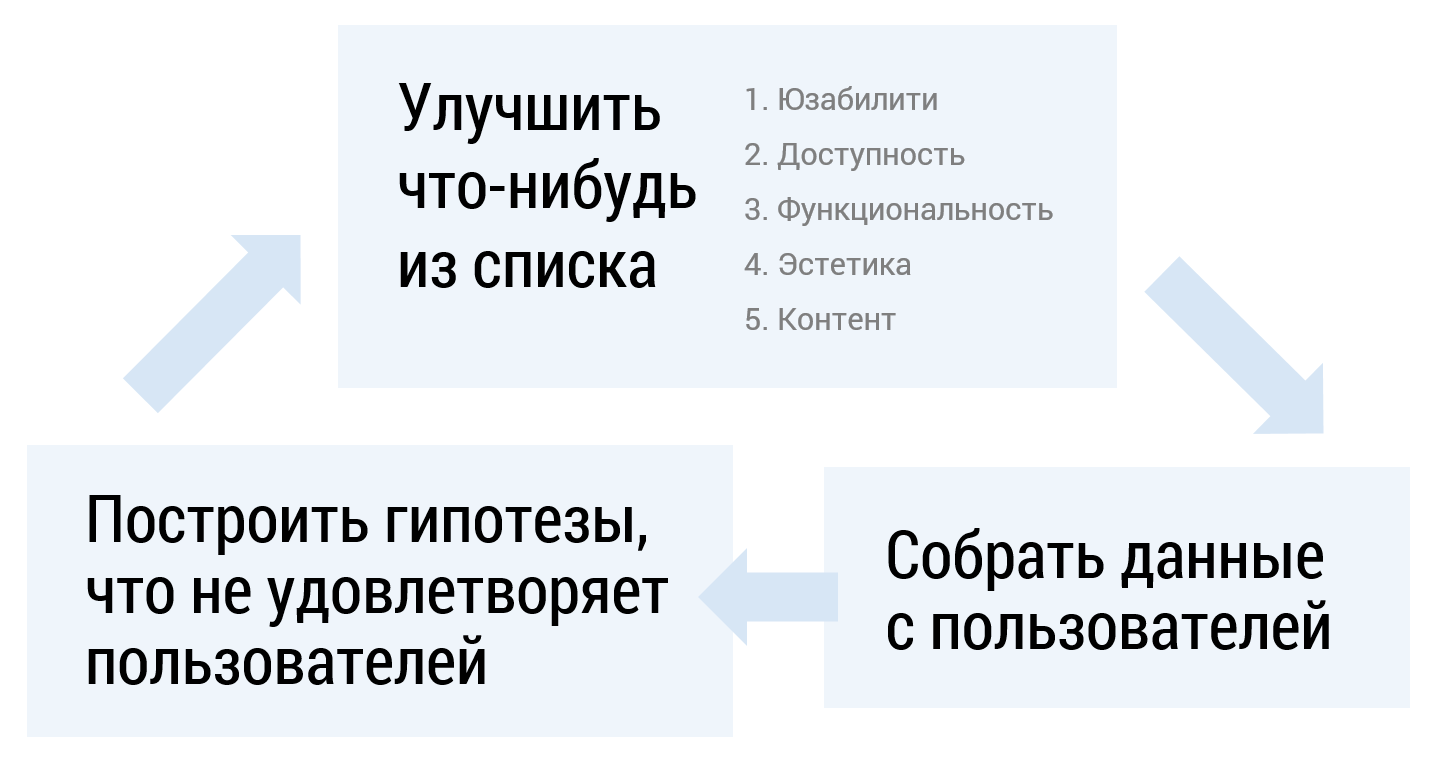 Улучшить
что-нибудь
из списка
1. Юзабилити
2. Доступность
3. Функциональность
4. Эстетика
5. Контент
Построить гипотезы,
что не удовлетворяет
пользователей
Собрать данные
с пользователей